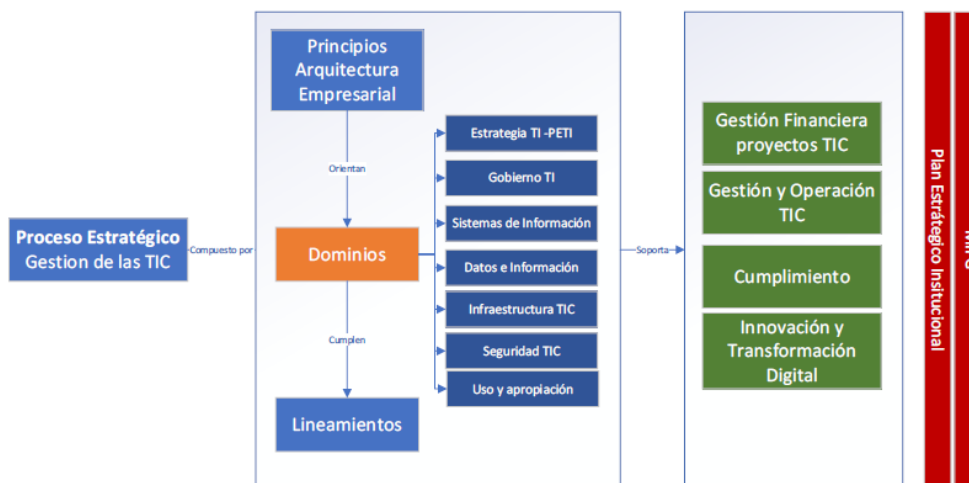 Proceso Estratégico
Gestion de las TIC
Compuesto por
Principios
Arquitectura
Empresarial
Orientan
Dominios
Cumplen
Lineamientos
Estrategia TI -PETI
Gobierno TI
Sistemas de Información
Datos e Información
Infraestructura TIC
Seguridad TIC
Uso y apropiación
Soporta
Gestión Financiera
proyectos TIC
Gestión y Operación
TIC
Cumplimiento
Innovación y
Transformación
Digital
Plan Estrátegico Insitucional